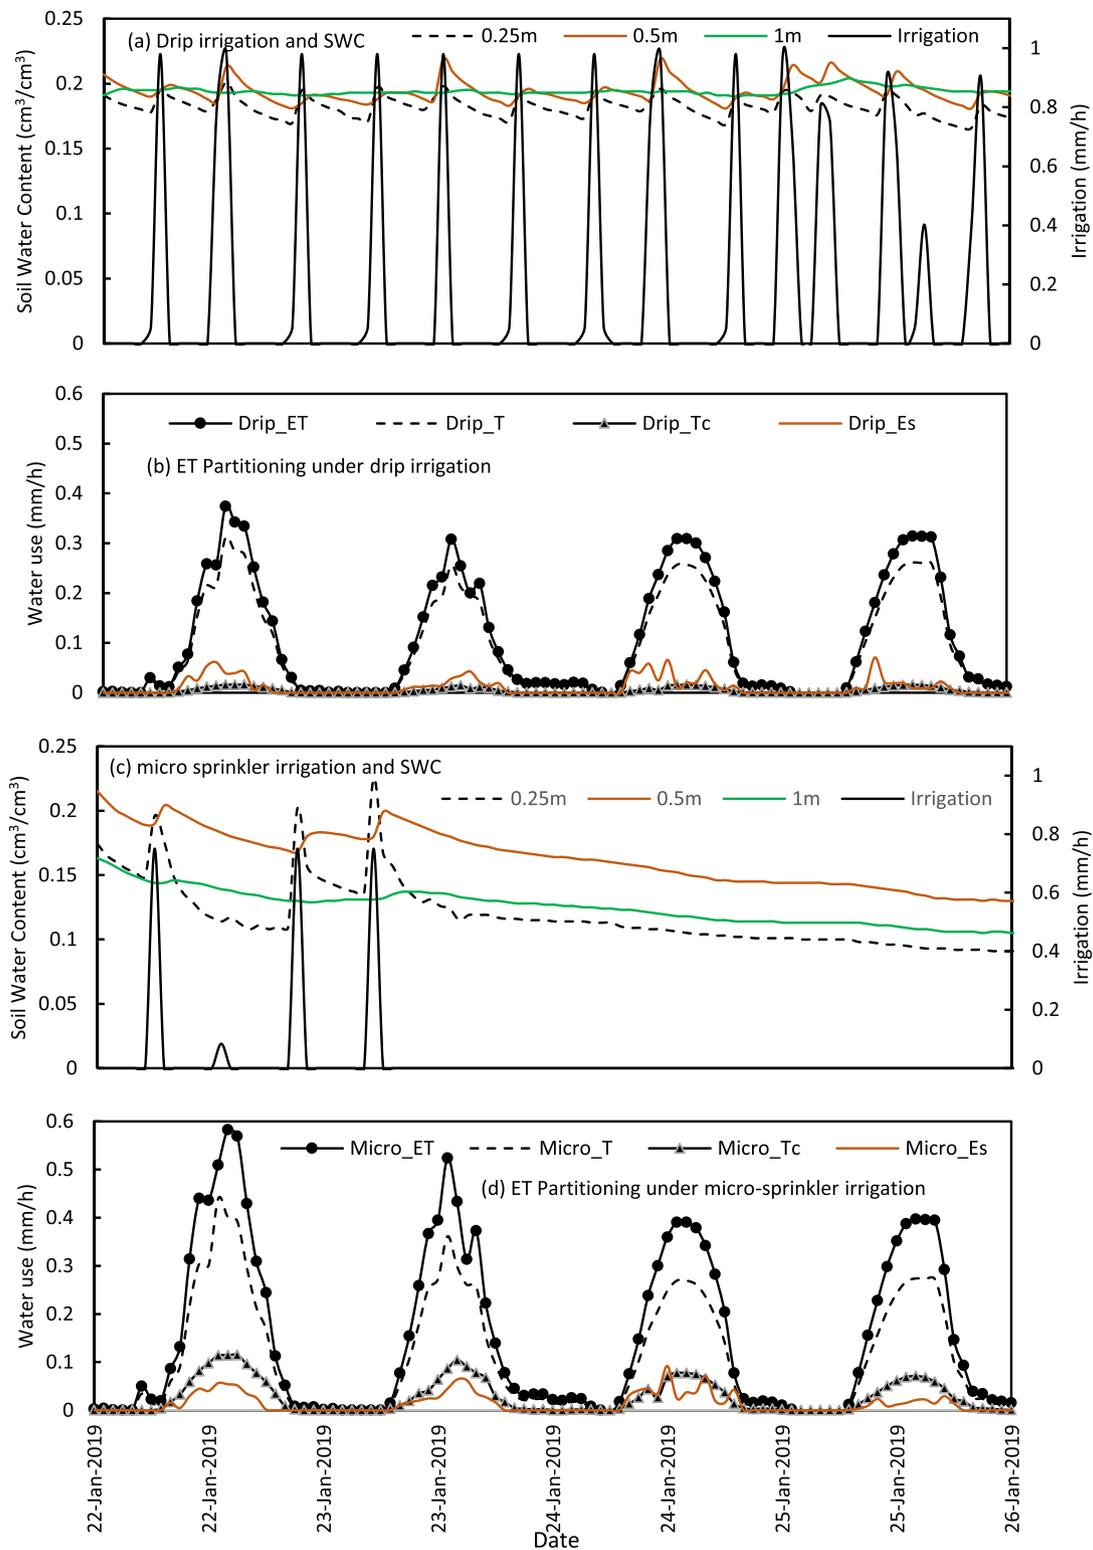 (a) Drip irrigation and SWC
0.25m 0.5m 1m Irrigation
0.25
0.2
0.15
0.1
0.05
0
Soil Water Content (cm³/cm³)
1
0.8
0.6
0.4
0.2
0
Irrigation (mm/h)
Drip_ET Drip_T Drip_Tc Drip_Es
(b) ET Partitioning under drip irrigation
0.6
0.5
0.4
0.3
0.2
0.1
0
Water use (mm/h)
(c) micro sprinkler irrigation and SWC
0.25m 0.5m 1m Irrigation
0.25
0.2
0.15
0.1
0.05
0
Soil Water Content (cm³/cm³)
1
0.8
0.6
0.4
0.2
0
Irrigation (mm/h)
Micro_ET Micro_T Micro_Tc Micro_Es
(d) ET Partitioning under micro-sprinkler irrigation
0.6
0.5
0.4
0.3
0.2
0.1
0
Water use (mm/h)
22-Jan-2019
22-Jan-2019
23-Jan-2019
23-Jan-2019
24-Jan-2019
24-Jan-2019
25-Jan-2019
25-Jan-2019
26-Jan-2019
Date